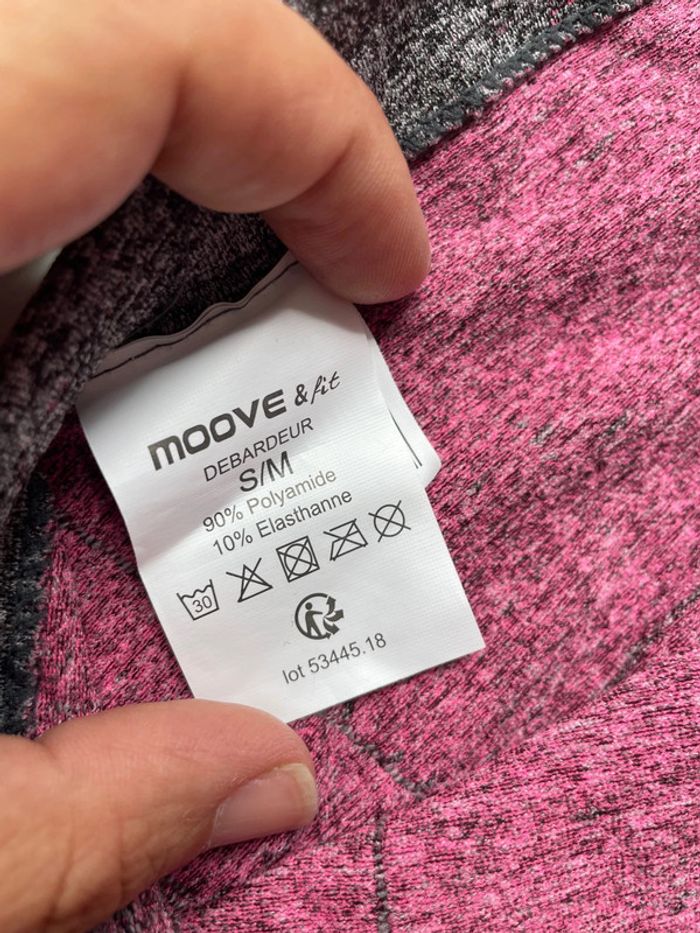 MOOVE & fit
DEBARDEUR
S/M
90% Polyamide
10% Elasthanne
30
lot 53445.18